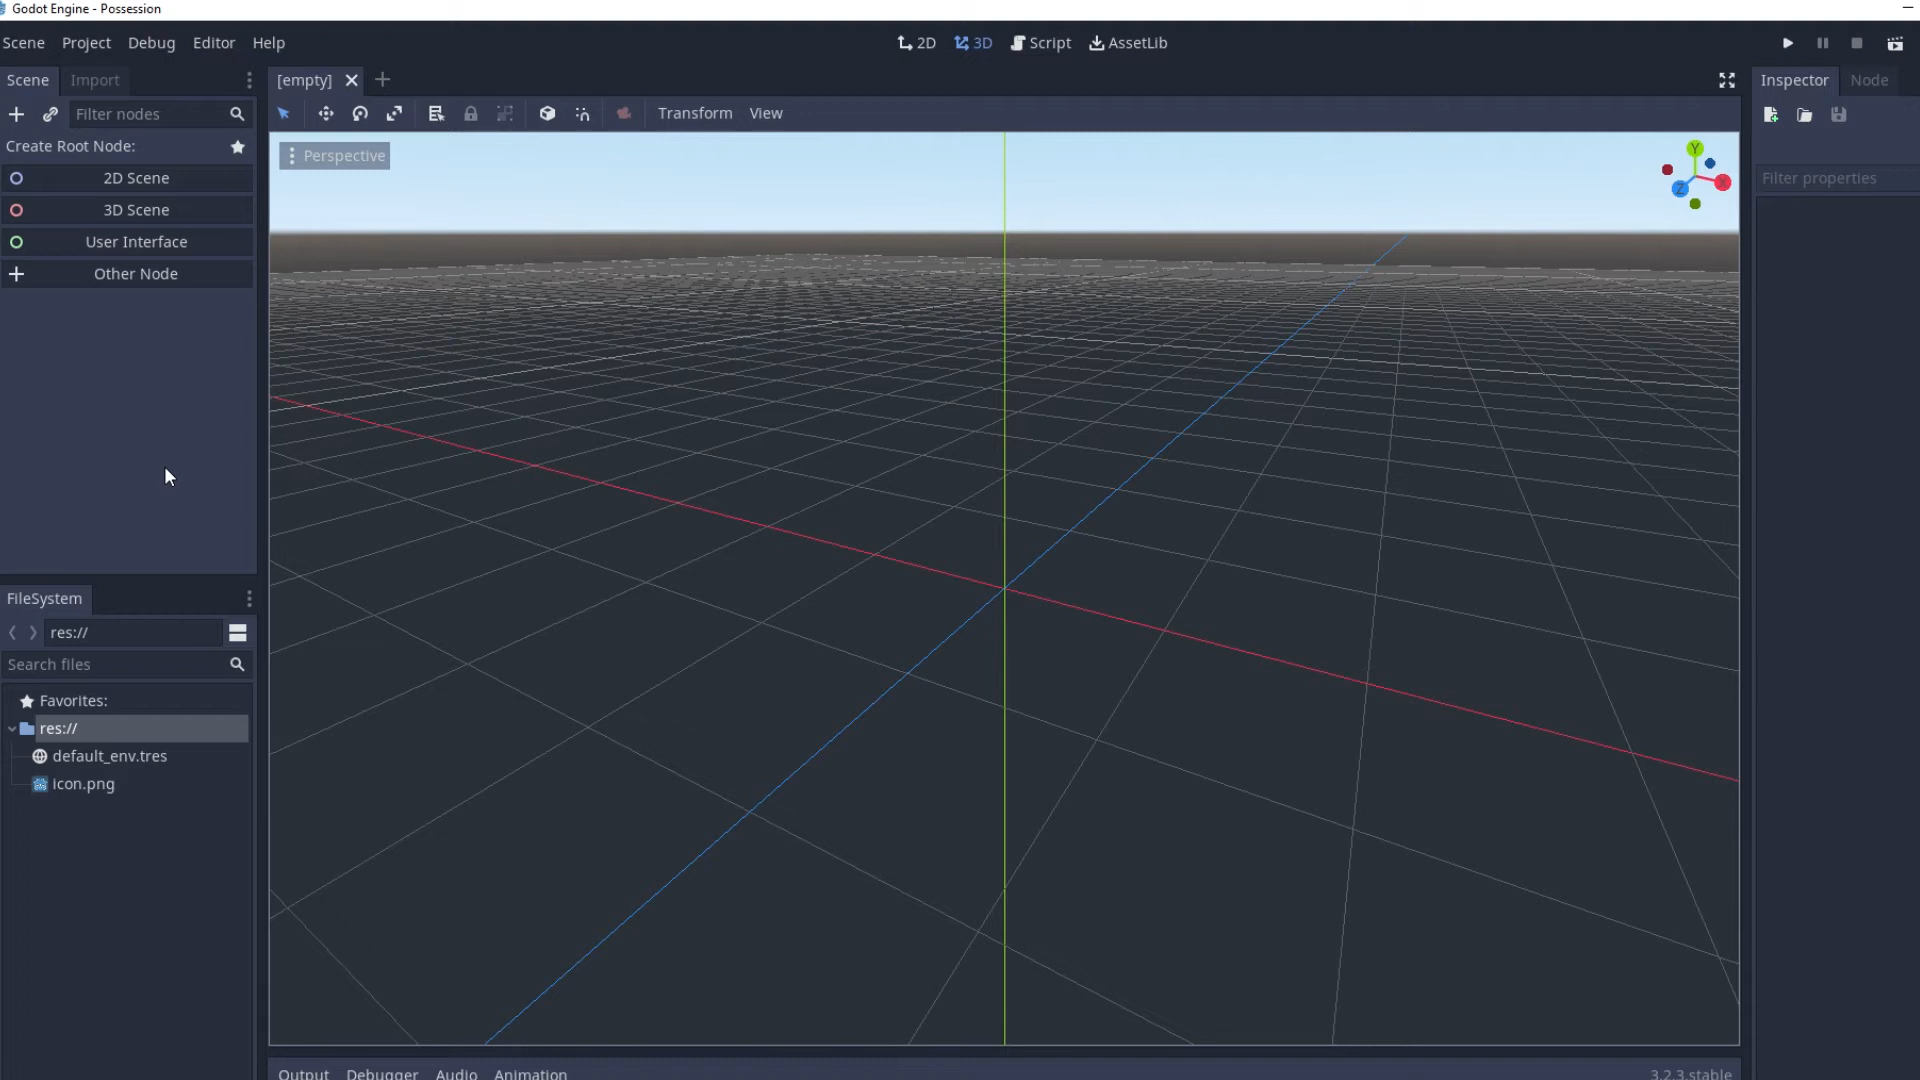 Godot Engine - Possession
Scene Project Debug Editor Help
2D 3D Script AssetLib
Scene Import
[empty]
Inspector Node
Filter nodes
Transform View
Create Root Node:
Perspective
Y
X
Z
2D Scene
Filter properties
3D Scene
User Interface
Other Node
FileSystem
res://
Search files
Favorites:
res://
default_env.tres
icon.png
Output Debugger Audio Animation
3.2.3.stable